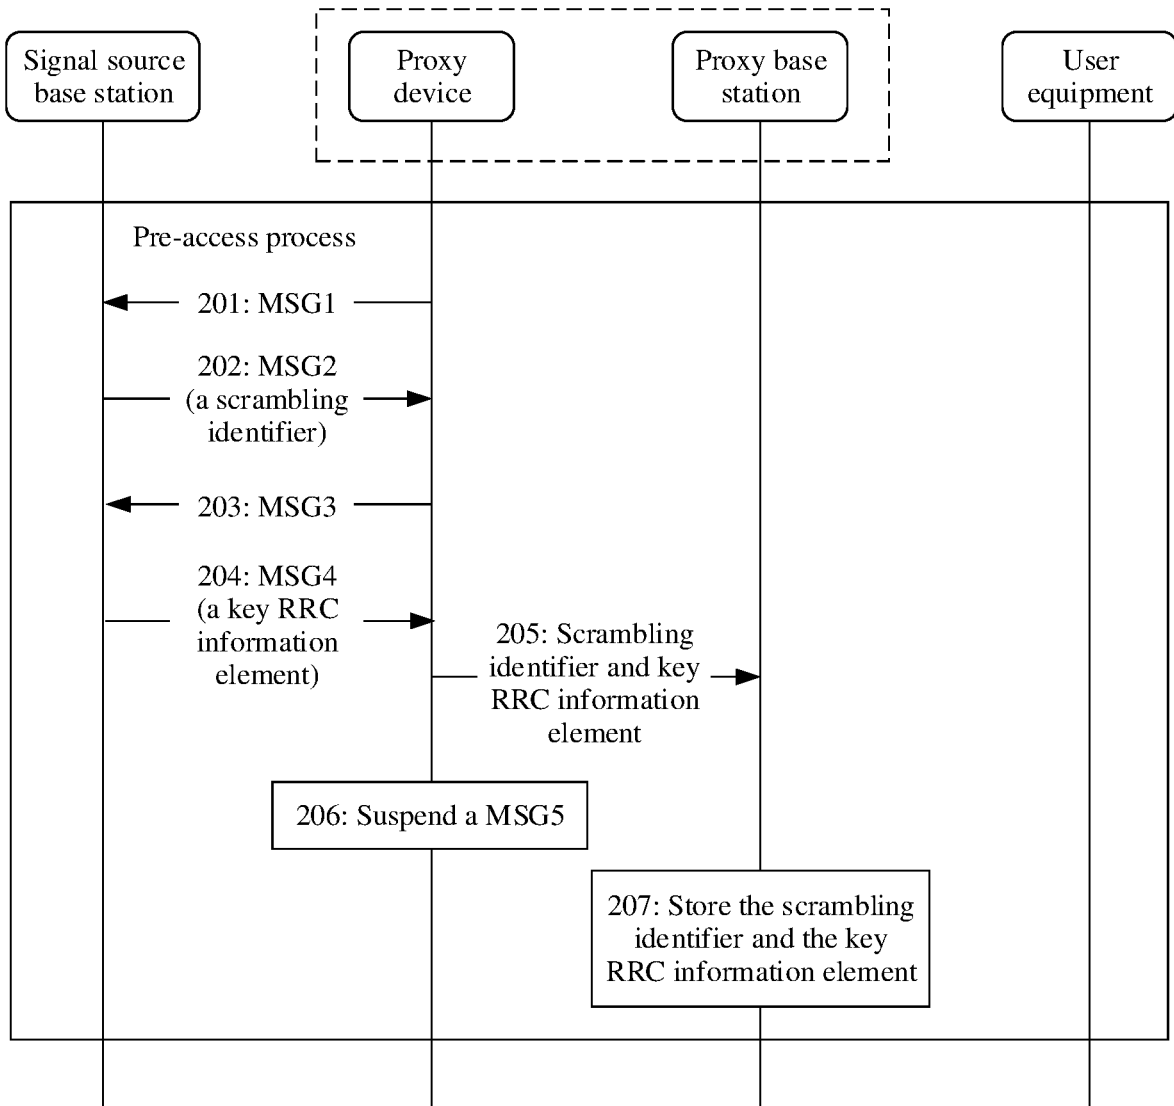 Signal source
base station
Proxy
device
Proxy base
station
User
equipment
Pre-access process
201: MSG1
202: MSG2
(a scrambling
identifier)
203: MSG3
204: MSG4
(a key RRC
information
element)
205: Scrambling
identifier and key
RRC information
element
206: Suspend a MSG5
207: Store the scrambling
identifier and the key
RRC information element